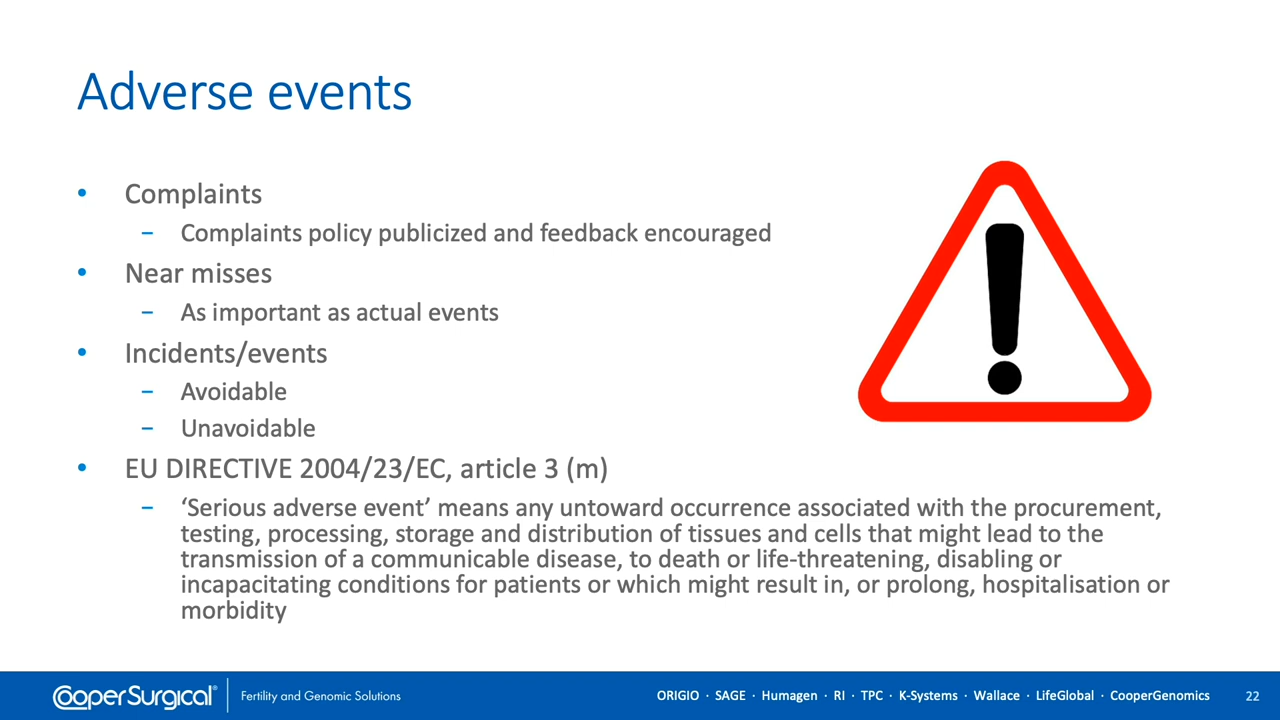 Adverse events
• Complaints
– Complaints policy publicized and feedback encouraged
• Near misses
– As important as actual events
• Incidents/events
– Avoidable
– Unavoidable
• EU DIRECTIVE 2004/23/EC, article 3 (m)
– ‘Serious adverse event’ means any untoward occurrence associated with the procurement,
testing, processing, storage and distribution of tissues and cells that might lead to the
transmission of a communicable disease, to death or life-threatening, disabling or
incapacitating conditions for patients or which might result in, or prolong, hospitalisation or
morbidity
CooperSurgical® Fertility and Genomic Solutions
ORIGIO · SAGE · Humagen · RI · TPC · K-Systems · Wallace · LifeGlobal · CooperGenomics 22